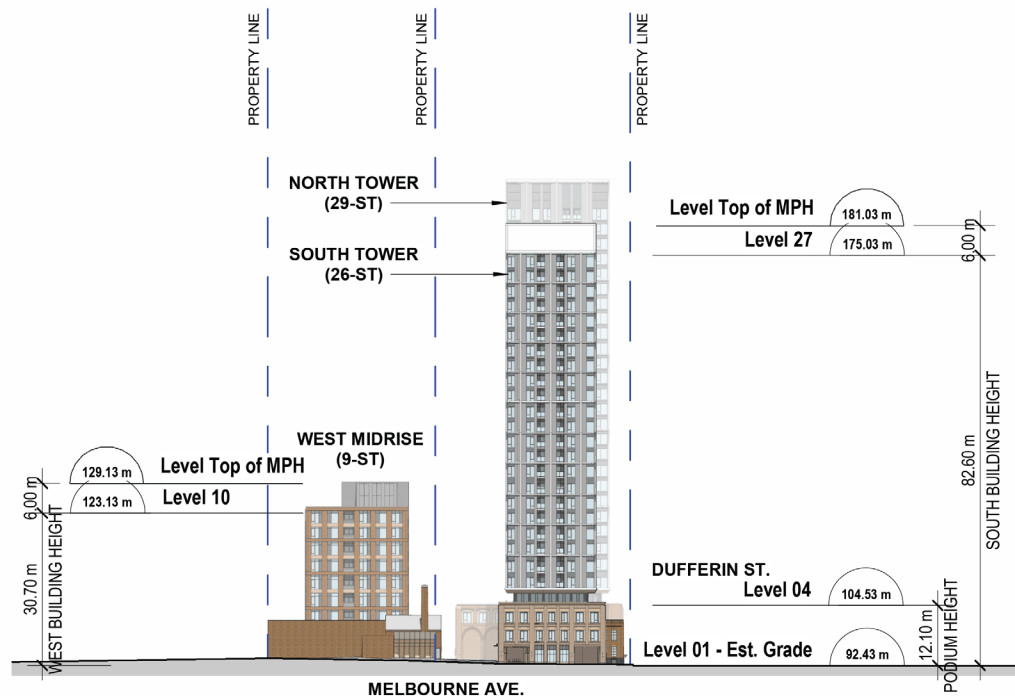 PROPERTY LINE
PROPERTY LINE
PROPERTY LINE
NORTH TOWER
(29-ST)
SOUTH TOWER
(26-ST)
Level Top of MPH
181.03 m
Level 27
175.03 m
6.00 m
82.60 m
SOUTH BUILDING HEIGHT
WEST MIDRISE
(9-ST)
129.13 m
Level Top of MPH
123.13 m
Level 10
6.00 m
30.70 m
WEST BUILDING HEIGHT
DUFFERIN ST.
Level 04
104.53 m
12.10 m
PODIUM HEIGHT
Level 01 - Est. Grade
92.43 m
MELBOURNE AVE.